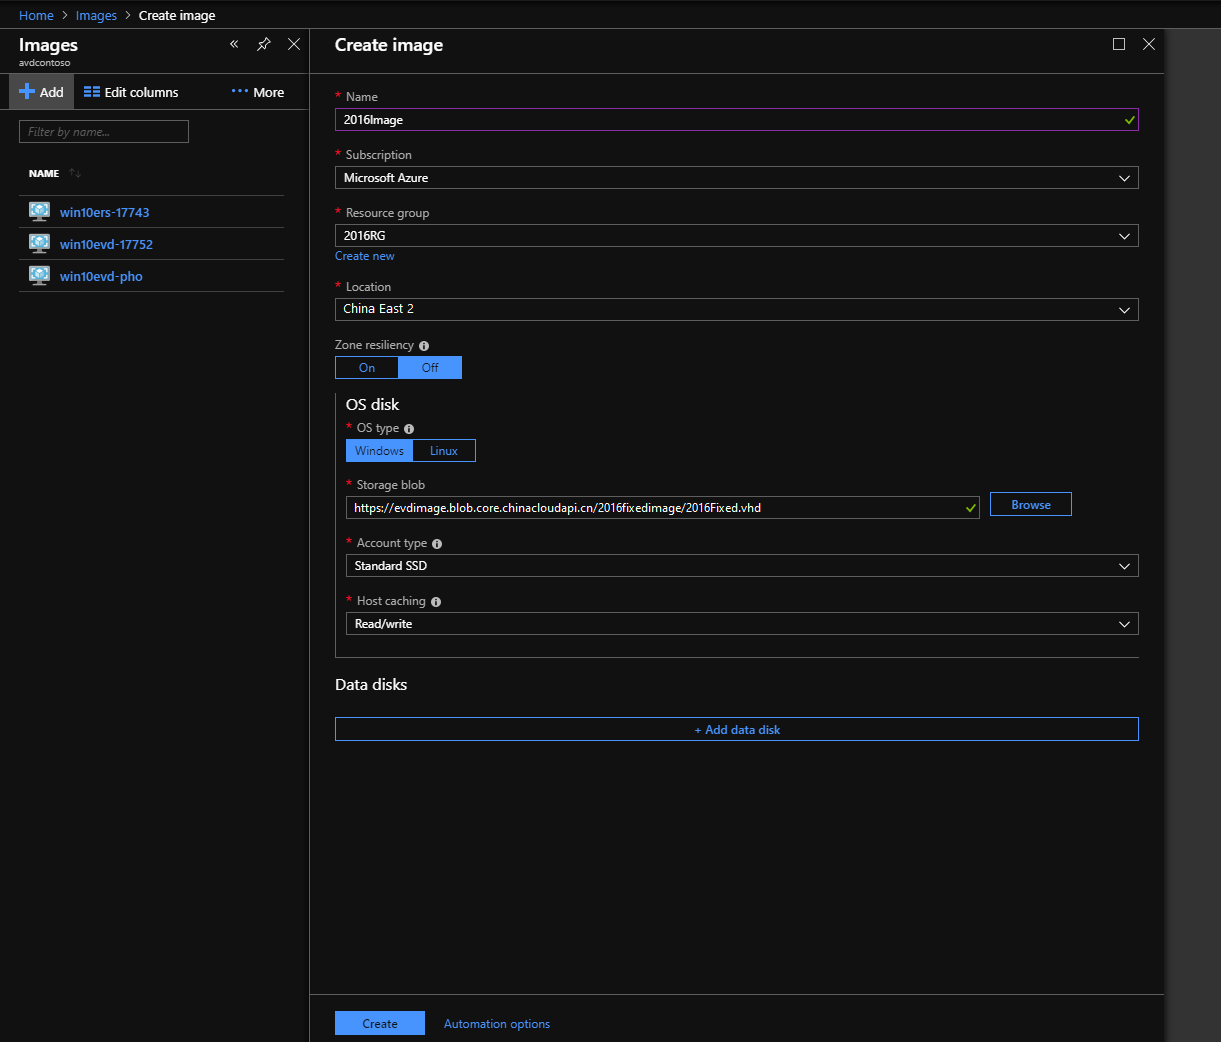 Home > Images > Create image
Images
avdcontoso
Add
Edit columns
More
Filter by name...
NAME
win10ers-17743
win10evd-17752
win10evd-pho
Create image
* Name
2016Image
* Subscription
Microsoft Azure
* Resource group
2016RG
Create new
* Location
China East 2
Zone resiliency
On
Off
OS disk
* OS type
Windows
Linux
* Storage blob
https://evdimage.blob.core.chinacloudapi.cn/2016fixedimage/2016Fixed.vhd
Browse
* Account type
Standard SSD
* Host caching
Read/write
Data disks
+ Add data disk
Create
Automation options